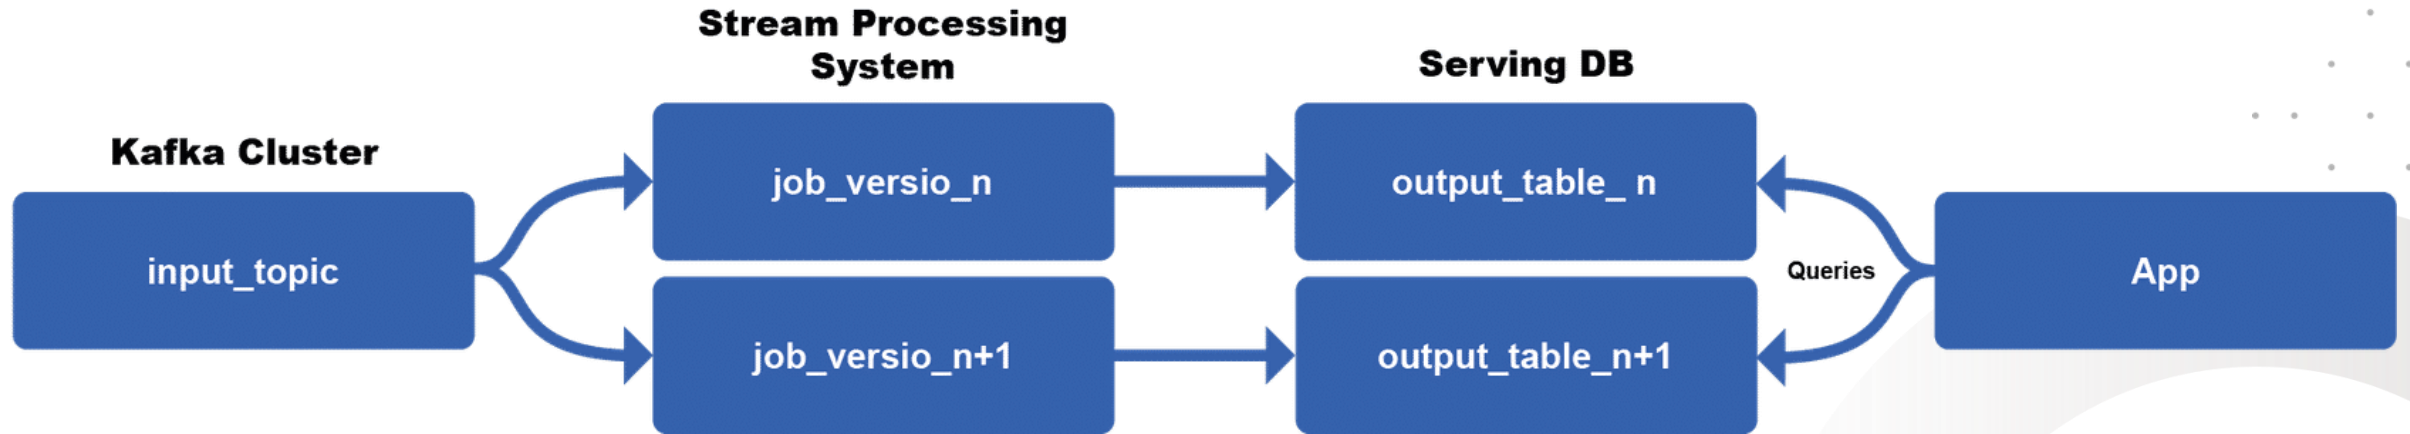 Stream Processing
System
Serving DB
Kafka Cluster
job_versio_n
output_table_ n
input_topic
Queries
App
job_versio_n+1
output_table_n+1